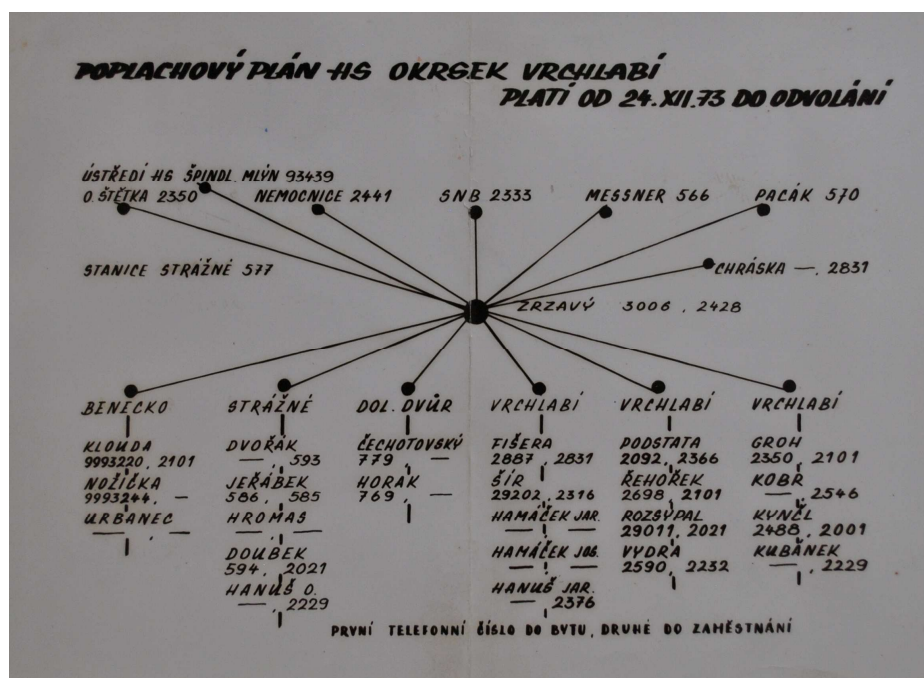 POPLACHOVÝ PLÁN HS OKRSEK VRCHLABÍ
PLATÍ OD 24.XII.73 DO ODVOLÁNÍ
ÚSTŘEDÍ HS ŠPINDL. MLÝN 93439
O. ŠTĚTKA 2350
NEMOCNICE 2441
SNB 2333
MESSNER 566
PACÁK 570
STANICE STRÁŽNÉ 577
CHRÁSKA —, 2831
ZRZAVÝ 3006, 2428
BENECKO
KLOUDA
9993220, 2101
NOŽIČKA
9993244, —
URBANEC
—, —
STRÁŽNÉ
DVOŘÁK
—, 593
JEŘÁBEK
586, 585
HROMAS
—, —
DOUBEK
594, 2021
HANUŠ O.
—, 2229
DOL. DVŮR
ČECHOTOVSKÝ
779, —
HORÁK
769, —
VRCHLABÍ
FIŠERA
2887, 2831
ŠÍR
29202, 2316
HAMÁČEK JAR.
—, —
HAMÁČEK JOS.
—, —
HANUŠ JAR.
—, 2376
VRCHLABÍ
PODSTATA
2092, 2366
ŘEHOŘEK
2698, 2101
ROZSÝPAL
29011, 2021
VYDRA
2590, 2232
VRCHLABÍ
GROH
2350, 2101
KOBR
—, 2546
KYNČL
2488, 2001
KUBÁNEK
—, 2229
PRVNÍ TELEFONNÍ ČÍSLO DO BYTU, DRUHÉ DO ZAMĚSTNÁNÍ